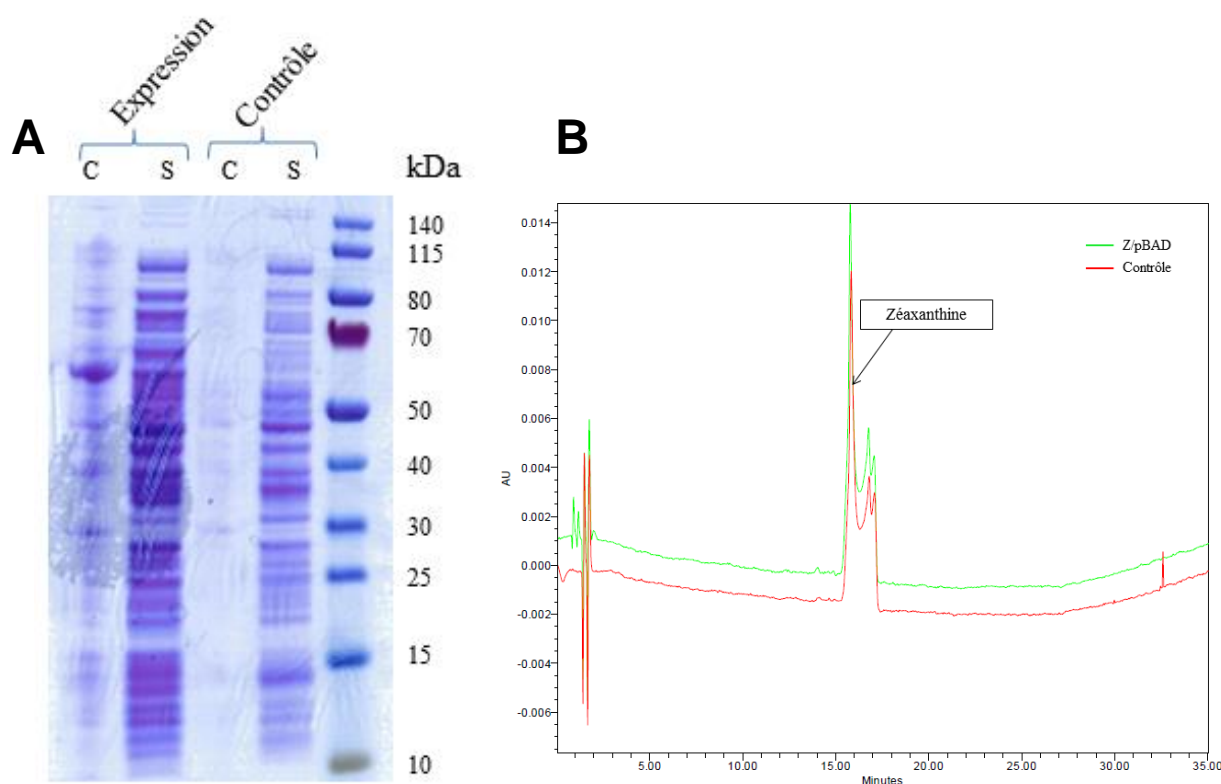 A
Expression
Contrôle
C S C S
kDa
140
115
80
70
50
40
30
25
15
10
B
0.014
0.012
0.010
0.008
0.006
0.004
0.002
0.000
-0.002
-0.004
-0.006
AU
Z/pBAD
Contrôle
Zéaxanthine
5.00 10.00 15.00 20.00 25.00 30.00 35.00
Minutes